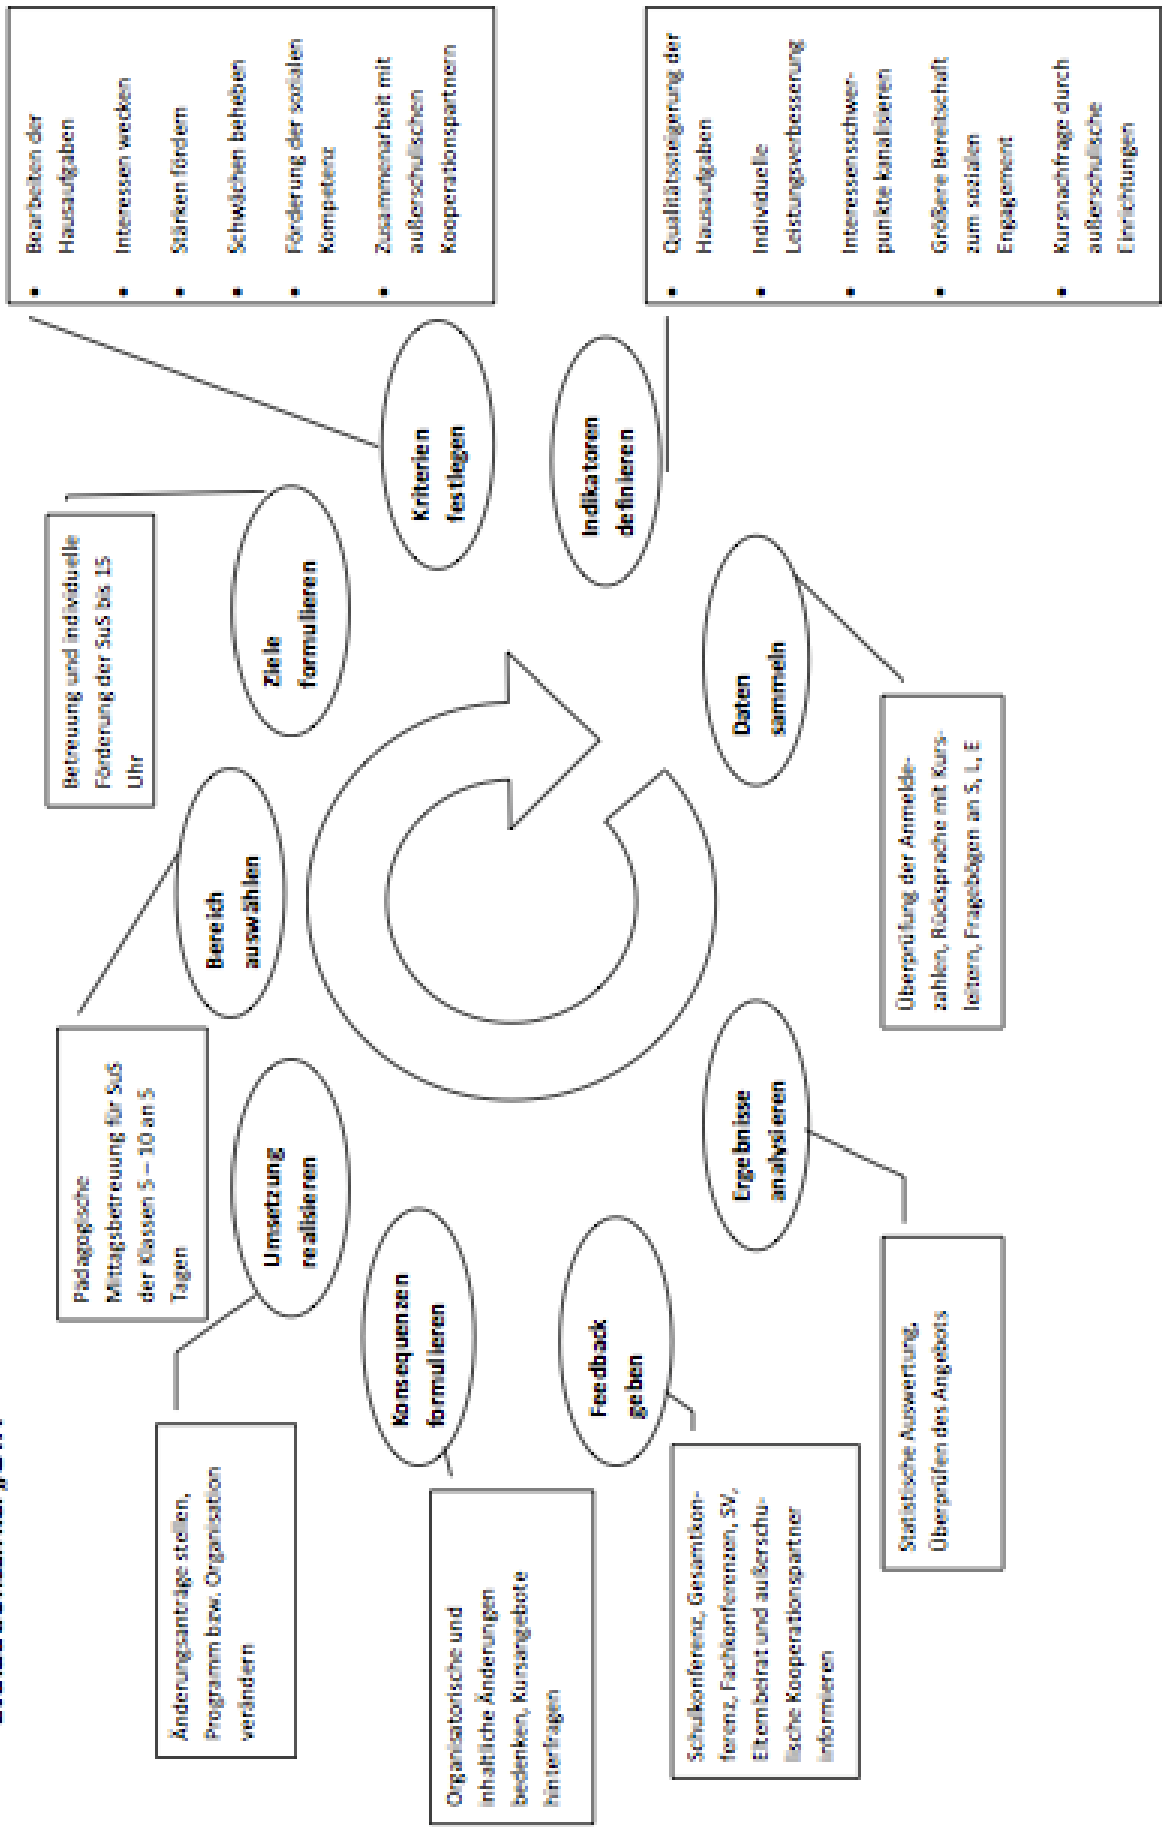 Pädagogische
Mittagsbetreuung für SuS
der Klassen 5 – 10 an 5
Tagen
Bereich
auswählen
Betreuung und individuelle
Förderung der SuS bis 15
Uhr
Ziele
formulieren
• Bearbeiten der
Hausaufgaben
• Interessen wecken
• Stärken fördern
• Schwächen beheben
• Förderung der sozialen
Kompetenz
• Zusammenarbeit mit
außerschulischen
Kooperationspartnern
Kriterien
festlegen
• Qualitätssteigerung der
Hausaufgaben
• Individuelle
Leistungsverbesserung
• Interessensschwer-
punkte kanalisieren
• Größere Bereitschaft
zum sozialen
Engagement
• Kursnachfrage durch
außerschulische
Einrichtungen
Indikatoren
definieren
Daten
sammeln
Überprüfung der Anmelde-
zahlen, Rücksprache mit Kurs-
leitern, Fragebögen an S, L, E
Ergebnisse
analysieren
Statistische Auswertung,
Überprüfen des Angebots
Feedback
geben
Schulkonferenz, Gesamtkon-
ferenz, Fachkonferenzen, SV,
Elternbeirat und außerschu-
lische Kooperationspartner
informieren
Konsequenzen
formulieren
Organisatorische und
inhaltliche Änderungen
bedenken, Kursangebote
hinterfragen
Umsetzung
realisieren
Änderungsanträge stellen,
Programm bzw. Organisation
verändern